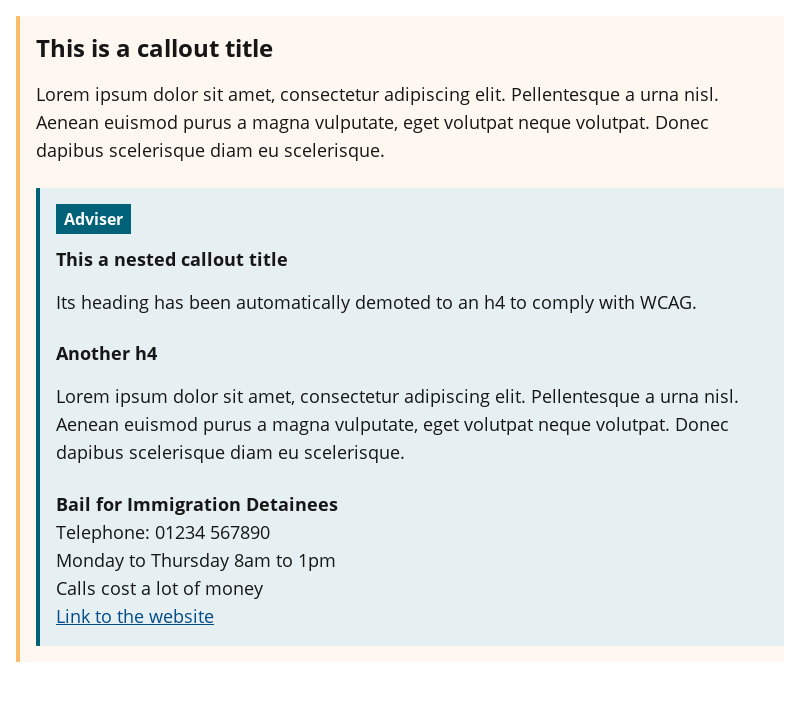 This is a callout title
Lorem ipsum dolor sit amet, consectetur adipiscing elit. Pellentesque a urna nisl.
Aenean euismod purus a magna vulputate, eget volutpat neque volutpat. Donec
dapibus scelerisque diam eu scelerisque.
Adviser
This a nested callout title
Its heading has been automatically demoted to an h4 to comply with WCAG.
Another h4
Lorem ipsum dolor sit amet, consectetur adipiscing elit. Pellentesque a urna nisl.
Aenean euismod purus a magna vulputate, eget volutpat neque volutpat. Donec
dapibus scelerisque diam eu scelerisque.
Bail for Immigration Detainees
Telephone: 01234 567890
Monday to Thursday 8am to 1pm
Calls cost a lot of money
Link to the website